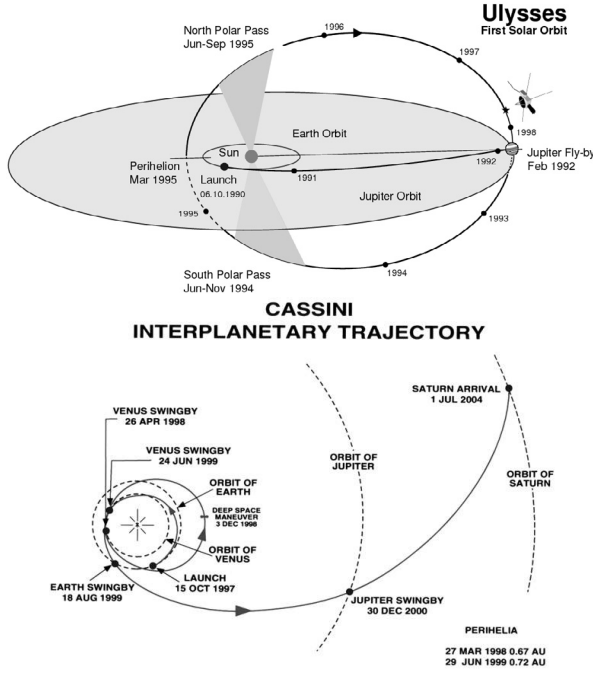 Ulysses
First Solar Orbit
North Polar Pass
Jun-Sep 1995
1996
1997
1998
Earth Orbit
Sun
1992
Jupiter Fly-by
Feb 1992
Perihelion
Mar 1995
Launch
06.10.1990
1991
Jupiter Orbit
1995
1993
1994
South Polar Pass
Jun-Nov 1994
CASSINI
INTERPLANETARY TRAJECTORY
SATURN ARRIVAL
1 JUL 2004
VENUS SWINGBY
26 APR 1998
VENUS SWINGBY
24 JUN 1999
ORBIT OF
JUPITER
ORBIT OF
SATURN
ORBIT OF
EARTH
DEEP SPACE
MANEUVER
3 DEC 1998
ORBIT OF
VENUS
LAUNCH
15 OCT 1997
EARTH SWINGBY
18 AUG 1999
JUPITER SWINGBY
30 DEC 2000
PERIHELIA
27 MAR 1998 0.67 AU
29 JUN 1999 0.72 AU